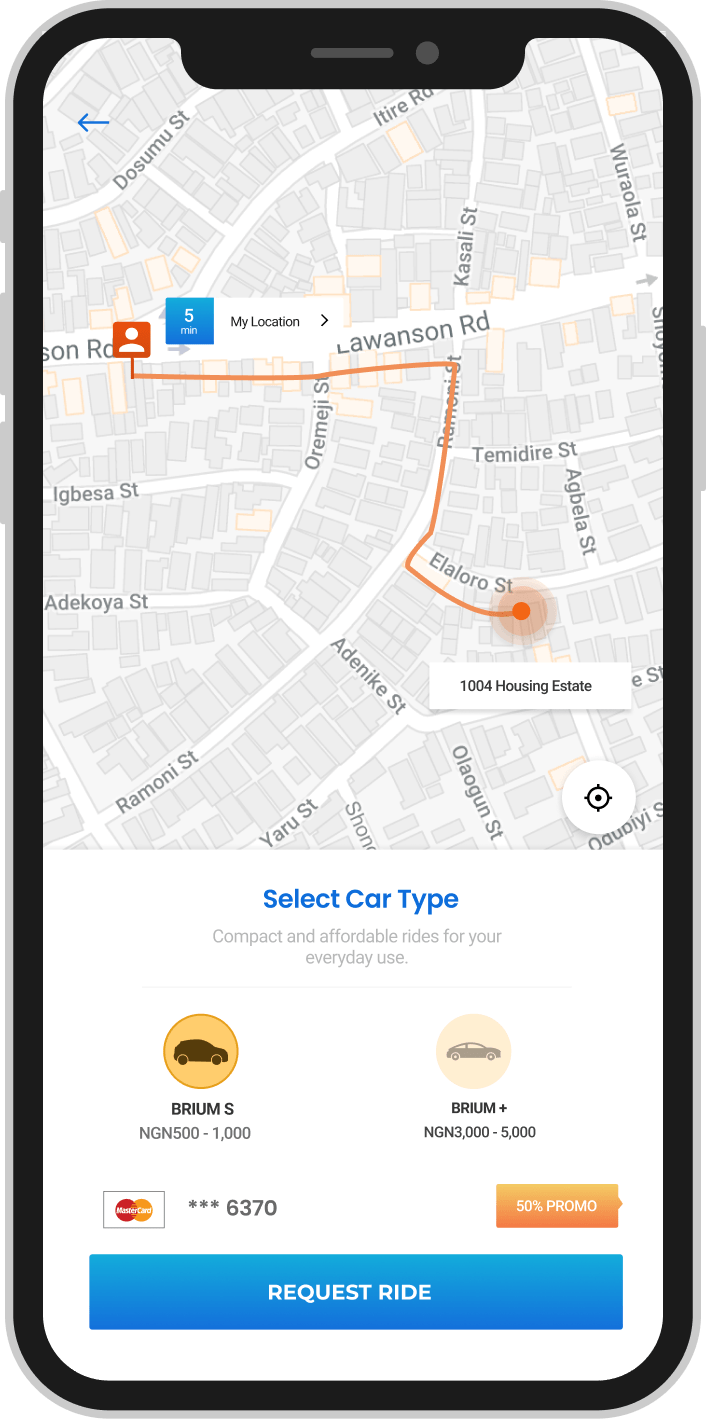 Itire Rd
Dosumu St
Wuraola St
Kasali St
5
min
My Location
Lawanson Rd
son Rd
Ramoni St
Oremeji St
Temidire St
Igbesa St
Agbela St
Elaloro St
Adekoya St
Adenike St
1004 Housing Estate
e St
Ramoni St
Olaogun St
Yaru St
Shono
Odubiyi S
Select Car Type
Compact and affordable rides for your
everyday use.
BRIUM S
BRIUM +
NGN500 - 1,000
NGN3,000 - 5,000
MasterCard
*** 6370
50% PROMO
REQUEST RIDE